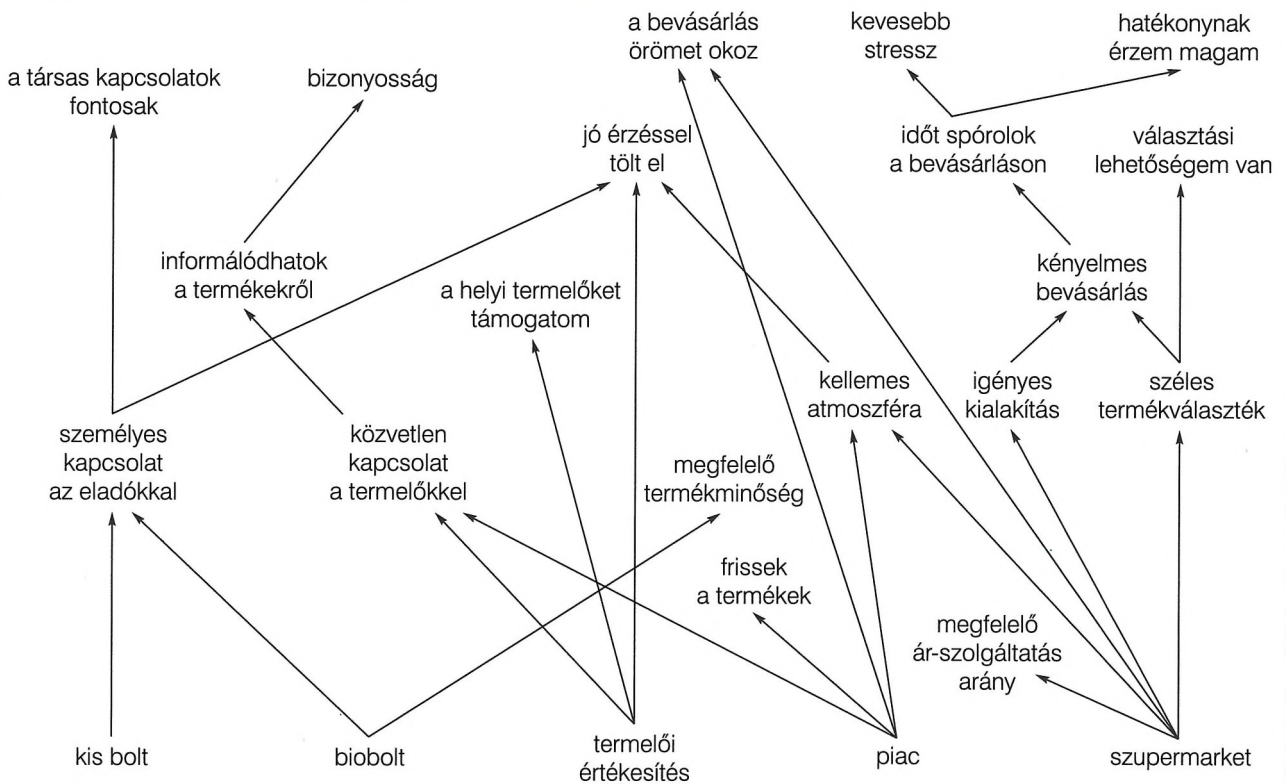 a bevásárlás
örömet okoz
kevesebb
stressz
hatékonynak
érzem magam
a társas kapcsolatok
fontosak
bizonyosság
jó érzéssel
tölt el
időt spórolok
a bevásárláson
választási
lehetőségem van
informálódhatok
a termékekről
a helyi termelőket
támogatom
kényelmes
bevásárlás
kellemes
atmoszféra
igényes
kialakítás
széles
termékválaszték
személyes
kapcsolat
az eladókkal
közvetlen
kapcsolat
a termelőkkel
megfelelő
termékminőség
frissek
a termékek
megfelelő
ár-szolgáltatás
arány
kis bolt
biobolt
termelői
értékesítés
piac
szupermarket